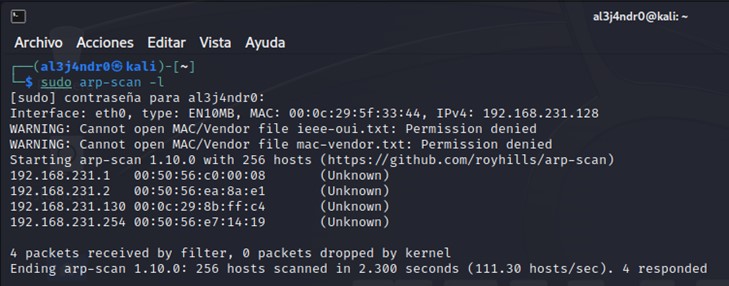 al3j4ndr0@kali: ~
Archivo Acciones Editar Vista Ayuda
(al3j4ndr0㉿kali)-[~]
$ sudo arp-scan -l
[sudo] contraseña para al3j4ndr0:
Interface: eth0, type: EN10MB, MAC: 00:0c:29:5f:33:44, IPv4: 192.168.231.128
WARNING: Cannot open MAC/Vendor file ieee-oui.txt: Permission denied
WARNING: Cannot open MAC/Vendor file mac-vendor.txt: Permission denied
Starting arp-scan 1.10.0 with 256 hosts (https://github.com/royhills/arp-scan)
192.168.231.1 00:50:56:c0:00:08 (Unknown)
192.168.231.2 00:50:56:ea:8a:e1 (Unknown)
192.168.231.130 00:0c:29:8b:ff:c4 (Unknown)
192.168.231.254 00:50:56:e7:14:19 (Unknown)
4 packets received by filter, 0 packets dropped by kernel
Ending arp-scan 1.10.0: 256 hosts scanned in 2.300 seconds (111.30 hosts/sec). 4 responded